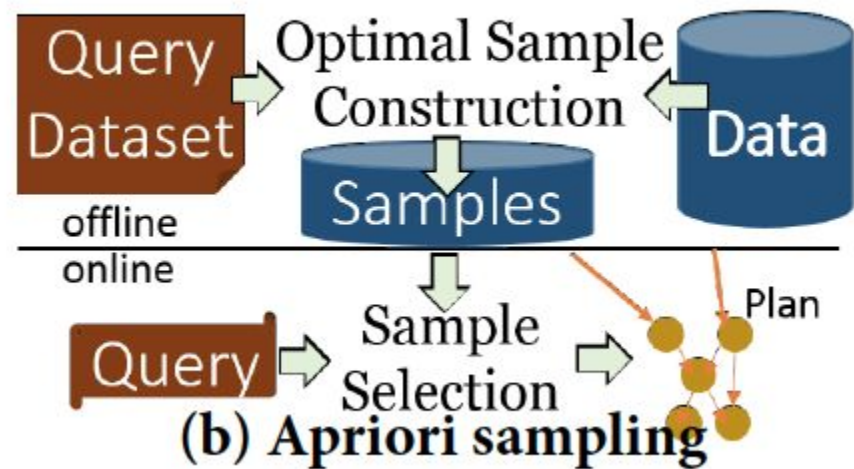 Query
Dataset
Optimal Sample
Construction
Data
Samples
offline
online
Query
Sample
Selection
Plan
(b) Apriori sampling